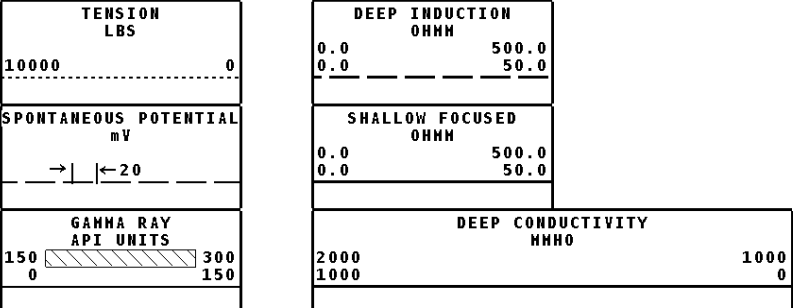 TENSION
LBS
10000 0
SPONTANEOUS POTENTIAL
mV
→ ←20
GAMMA RAY
API UNITS
150 300
0 150
DEEP INDUCTION
OHMM
0.0 500.0
0.0 50.0
SHALLOW FOCUSED
OHMM
0.0 500.0
0.0 50.0
DEEP CONDUCTIVITY
MMHO
2000 1000
1000 0